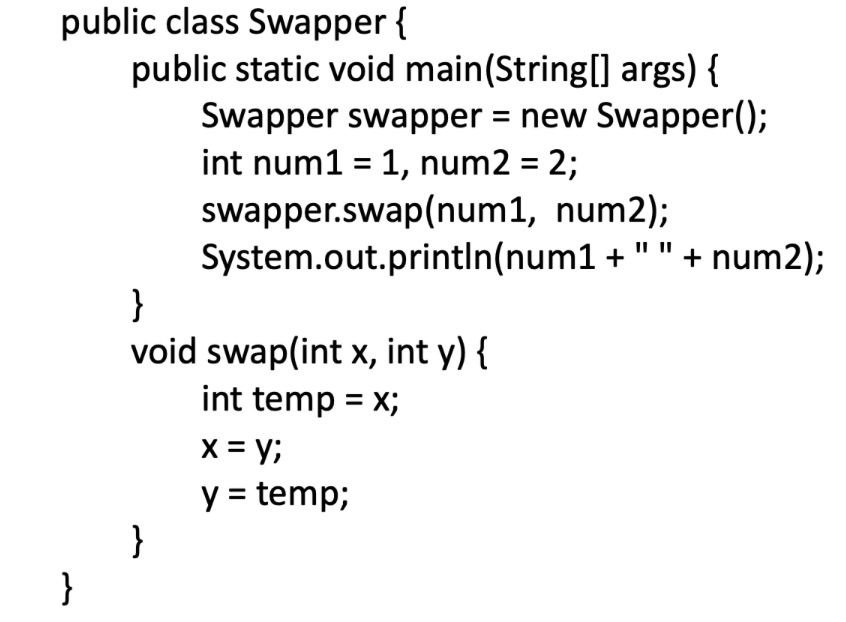 public class Swapper {
public static void main(String[] args) {
Swapper swapper = new Swapper();
int num1 = 1, num2 = 2;
swapper.swap(num1,  num2);
System.out.println(num1 + " " + num2);
}
void swap(int x, int y) {
int temp = x;
x = y;
y = temp;
}
}